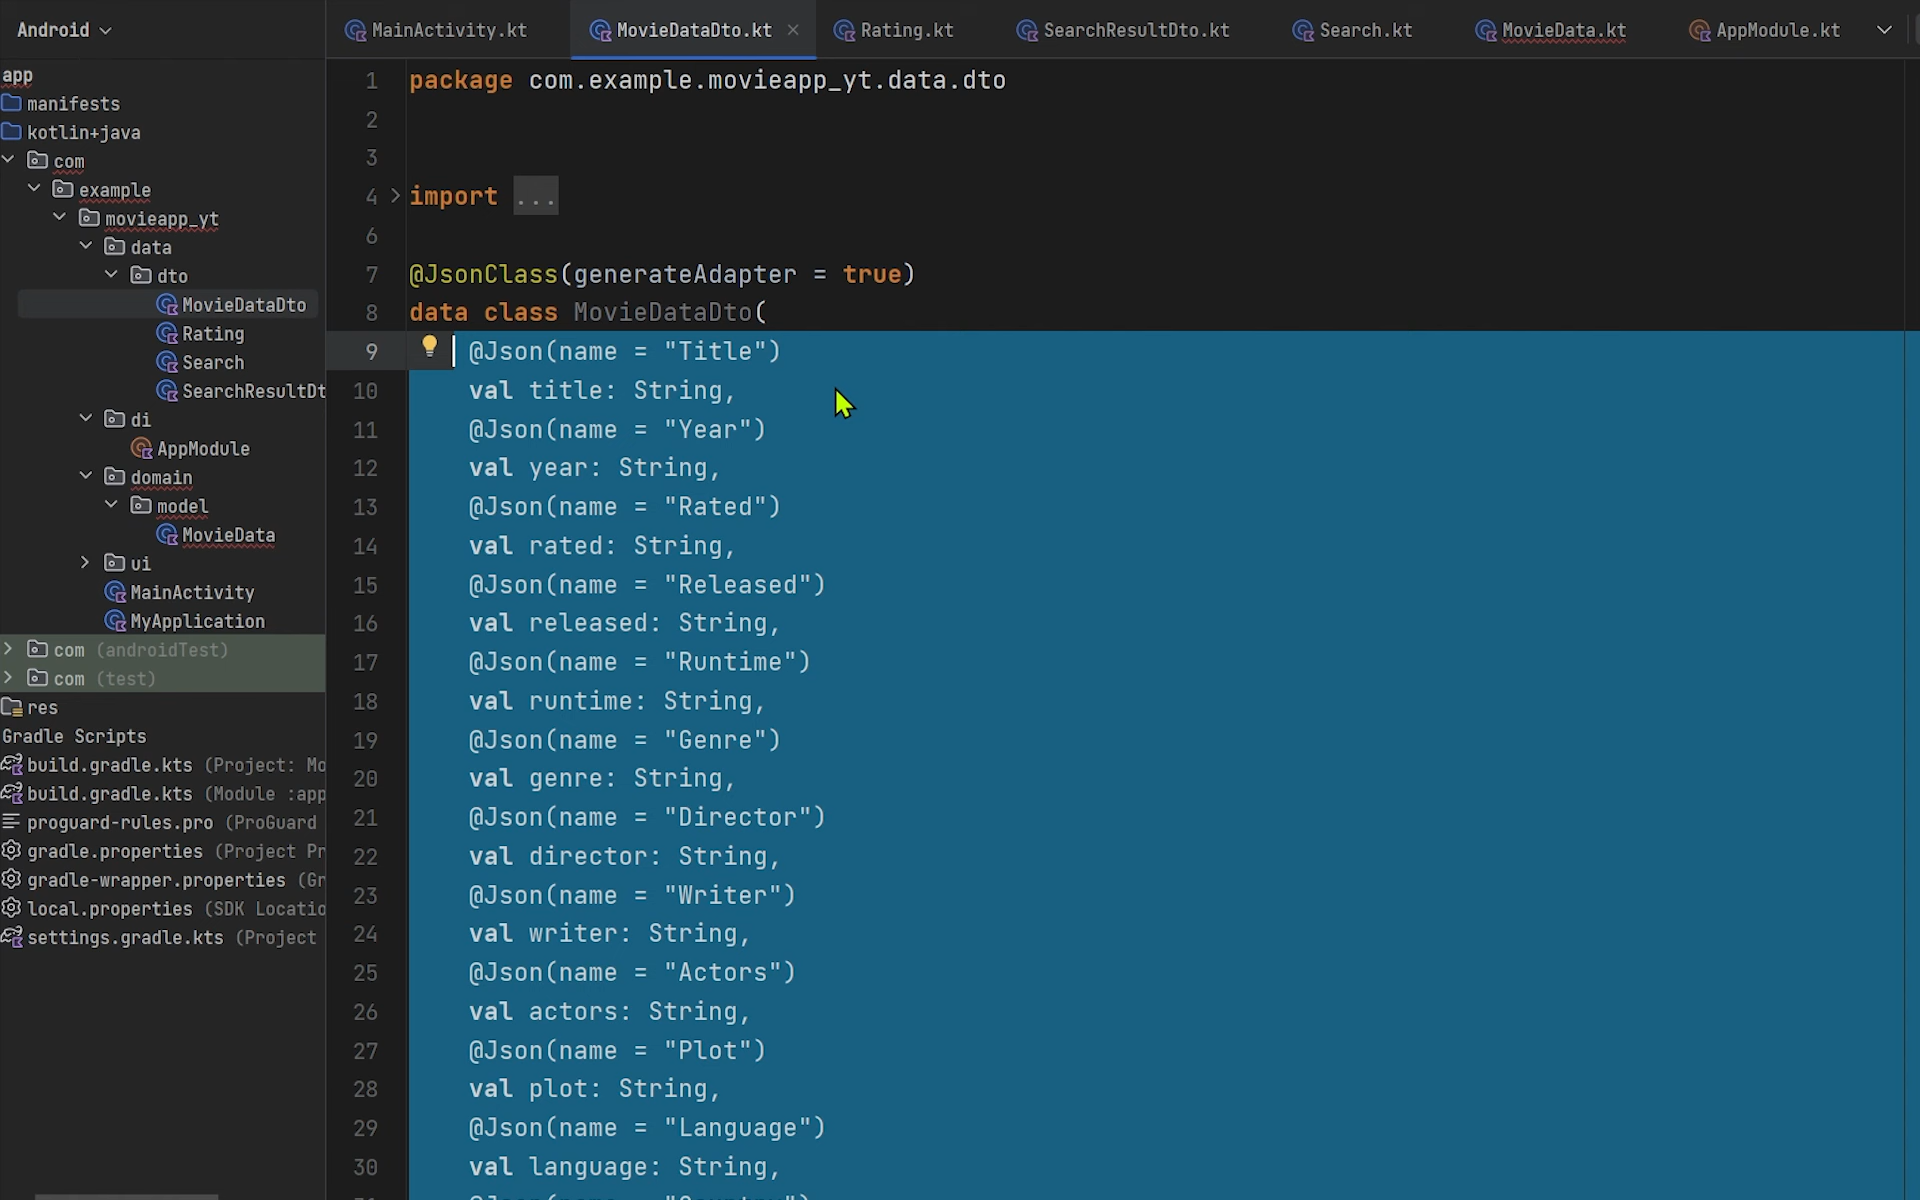 Android
MainActivity.kt
MovieDataDto.kt
Rating.kt
SearchResultDto.kt
Search.kt
MovieData.kt
AppModule.kt
app
manifests
kotlin+java
com
example
movieapp_yt
data
dto
MovieDataDto
Rating
Search
SearchResultDt
di
AppModule
domain
model
MovieData
ui
MainActivity
MyApplication
com (androidTest)
com (test)
res
Gradle Scripts
build.gradle.kts (Project: Mo
build.gradle.kts (Module :app
proguard-rules.pro (ProGuard
gradle.properties (Project Pr
gradle-wrapper.properties (Gr
local.properties (SDK Locatio
settings.gradle.kts (Project
1 package com.example.movieapp_yt.data.dto
2
3
4 import ...
6
7 @JsonClass(generateAdapter = true)
8 data class MovieDataDto(
9 @Json(name = "Title")
10 val title: String,
11 @Json(name = "Year")
12 val year: String,
13 @Json(name = "Rated")
14 val rated: String,
15 @Json(name = "Released")
16 val released: String,
17 @Json(name = "Runtime")
18 val runtime: String,
19 @Json(name = "Genre")
20 val genre: String,
21 @Json(name = "Director")
22 val director: String,
23 @Json(name = "Writer")
24 val writer: String,
25 @Json(name = "Actors")
26 val actors: String,
27 @Json(name = "Plot")
28 val plot: String,
29 @Json(name = "Language")
30 val language: String,